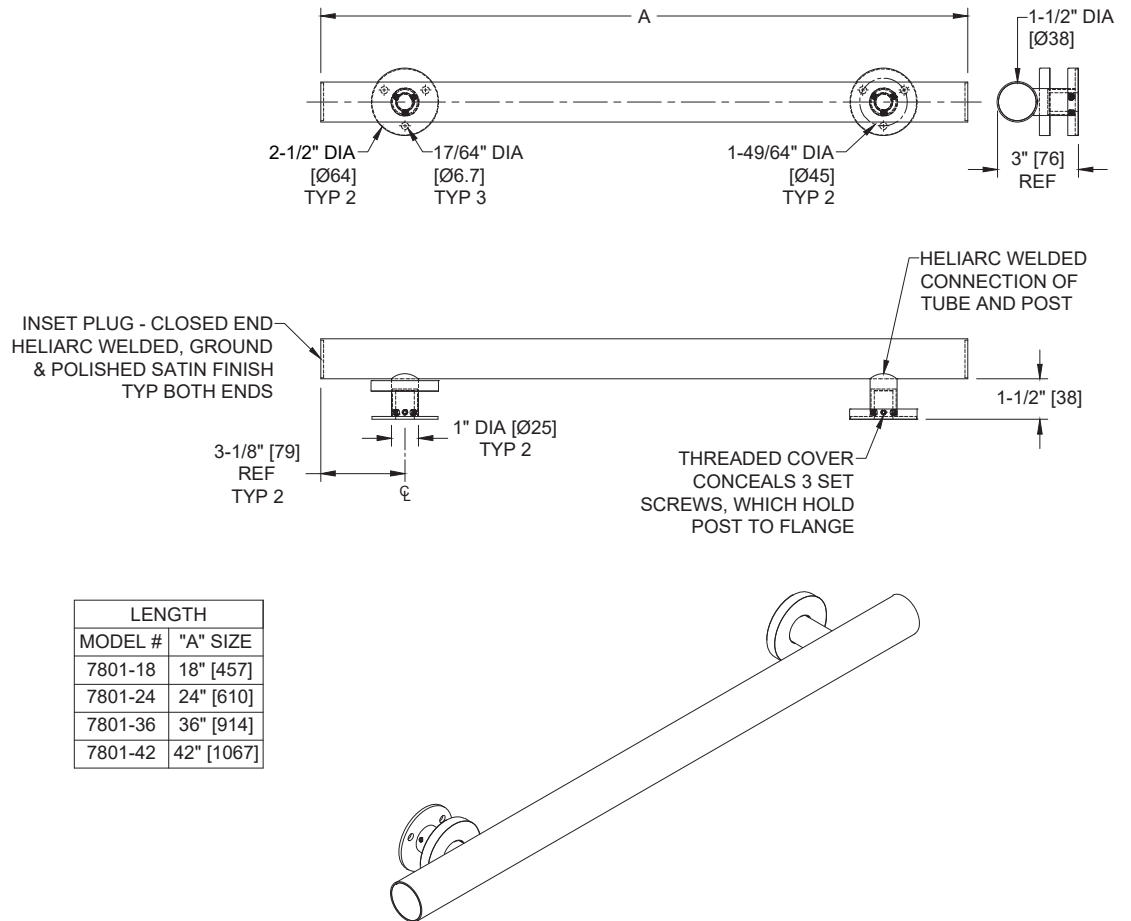 A
1-1/2" DIA
[Ø38]
2-1/2" DIA
[Ø64]
TYP 2
17/64" DIA
[Ø6.7]
TYP 3
1-49/64" DIA
[Ø45]
TYP 2
3" [76]
REF
HELIARC WELDED
CONNECTION OF
TUBE AND POST
INSET PLUG - CLOSED END
HELIARC WELDED, GROUND
& POLISHED SATIN FINISH
TYP BOTH ENDS
1-1/2" [38]
3-1/8" [79]
REF
TYP 2
1" DIA [Ø25]
TYP 2
℄
THREADED COVER
CONCEALS 3 SET
SCREWS, WHICH HOLD
POST TO FLANGE
LENGTH
MODEL # "A" SIZE
7801-18 18" [457]
7801-24 24" [610]
7801-36 36" [914]
7801-42 42" [1067]